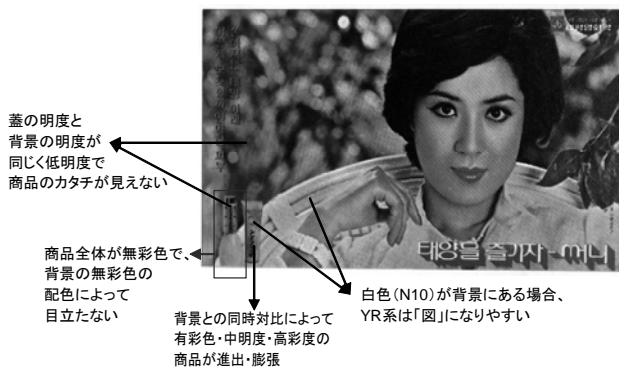 蓋の明度と
背景の明度が
同じく低明度で
商品のカタチが見えない
商品全体が無彩色で、
背景の無彩色の
配色によって
目立たない
背景との同時対比によって
有彩色・中明度・高彩度の
商品が進出・膨張
白色（N10）が背景にある場合、
YR系は「図」になりやすい
태양을 즐기자 - 써니